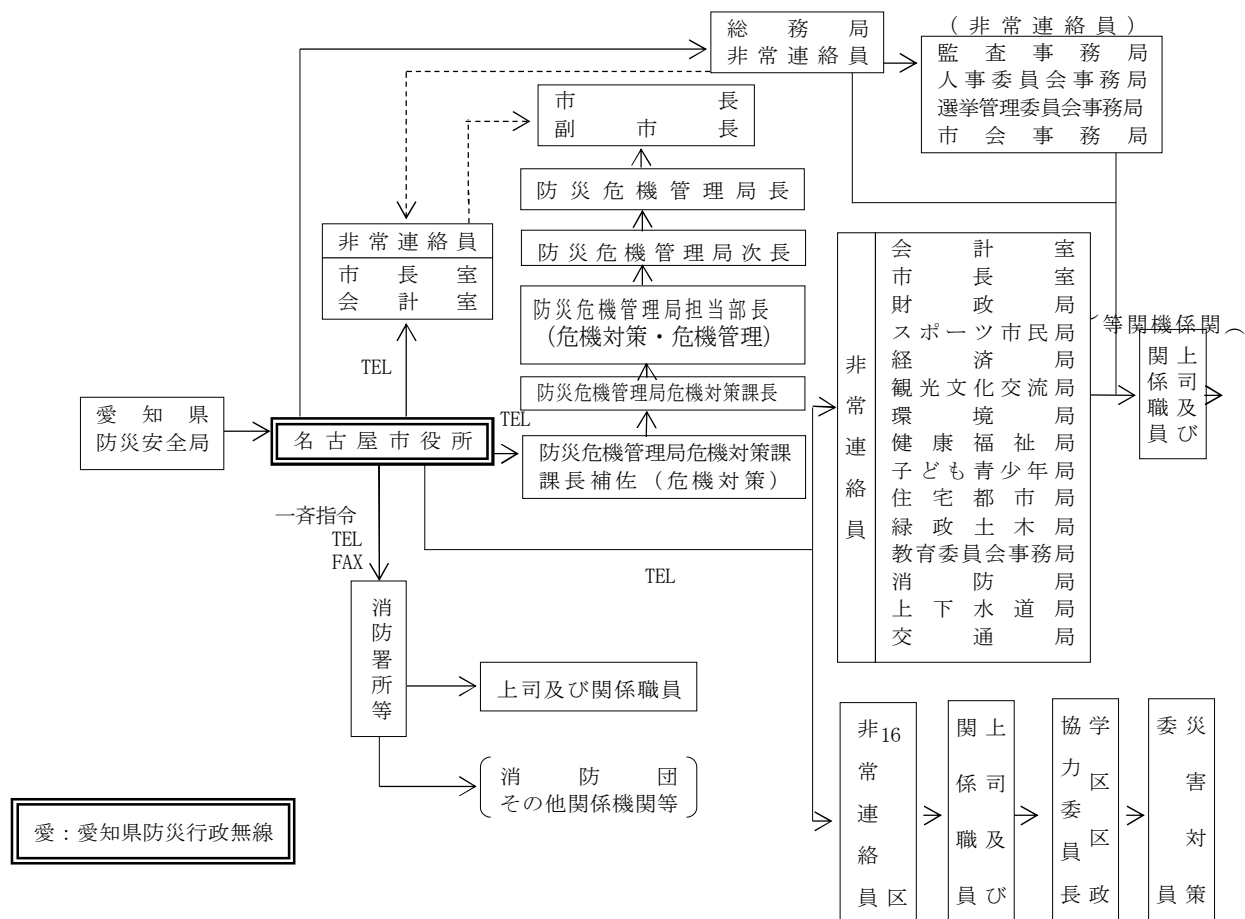 総務局
非常連絡員
(非常連絡員)
監査事務局
人事委員会事務局
選挙管理委員会事務局
市会事務局
市長
副市長
防災危機管理局長
防災危機管理局次長
防災危機管理局担当部長
(危機対策・危機管理)
防災危機管理局危機対策課長
防災危機管理局危機対策課
課長補佐(危機対策)
非常連絡員
市長室
会計室
TEL
愛知県
防災安全局
名古屋市役所
TEL
一斉指令
TEL
FAX
TEL
消防署所等
上司及び関係職員
消防団
その他関係機関等
非常連絡員
会計室
市長室
財政局
スポーツ市民局
経済局
観光文化交流局
環境局
健康福祉局
子ども青少年局
住宅都市局
緑政土木局
教育委員会事務局
消防局
上下水道局
交通局
上司及び
関係職員
(関係機関等)
16区
非常連絡員
上司及び
関係職員
学区区政
協力委員長
災害対策
委員
愛:愛知県防災行政無線